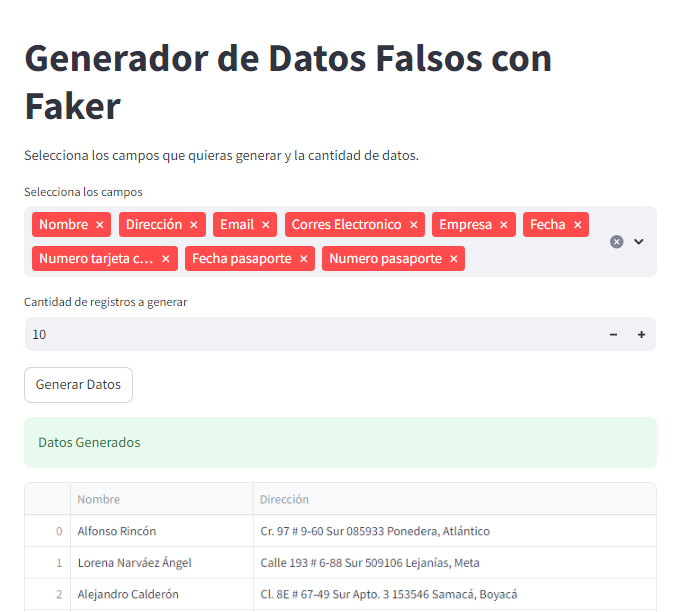 Generador de Datos Falsos con
Faker
Selecciona los campos que quieras generar y la cantidad de datos.
Selecciona los campos
Nombre × Dirección × Email × Corres Electronico × Empresa × Fecha ×
Numero tarjeta c... × Fecha pasaporte × Numero pasaporte ×
Cantidad de registros a generar
10 − +
Generar Datos
Datos Generados
Nombre Dirección
0 Alfonso Rincón Cr. 97 # 9-60 Sur 085933 Ponedera, Atlántico
1 Lorena Narváez Ángel Calle 193 # 6-88 Sur 509106 Lejanías, Meta
2 Alejandro Calderón Cl. 8E # 67-49 Sur Apto. 3 153546 Samacá, Boyacá